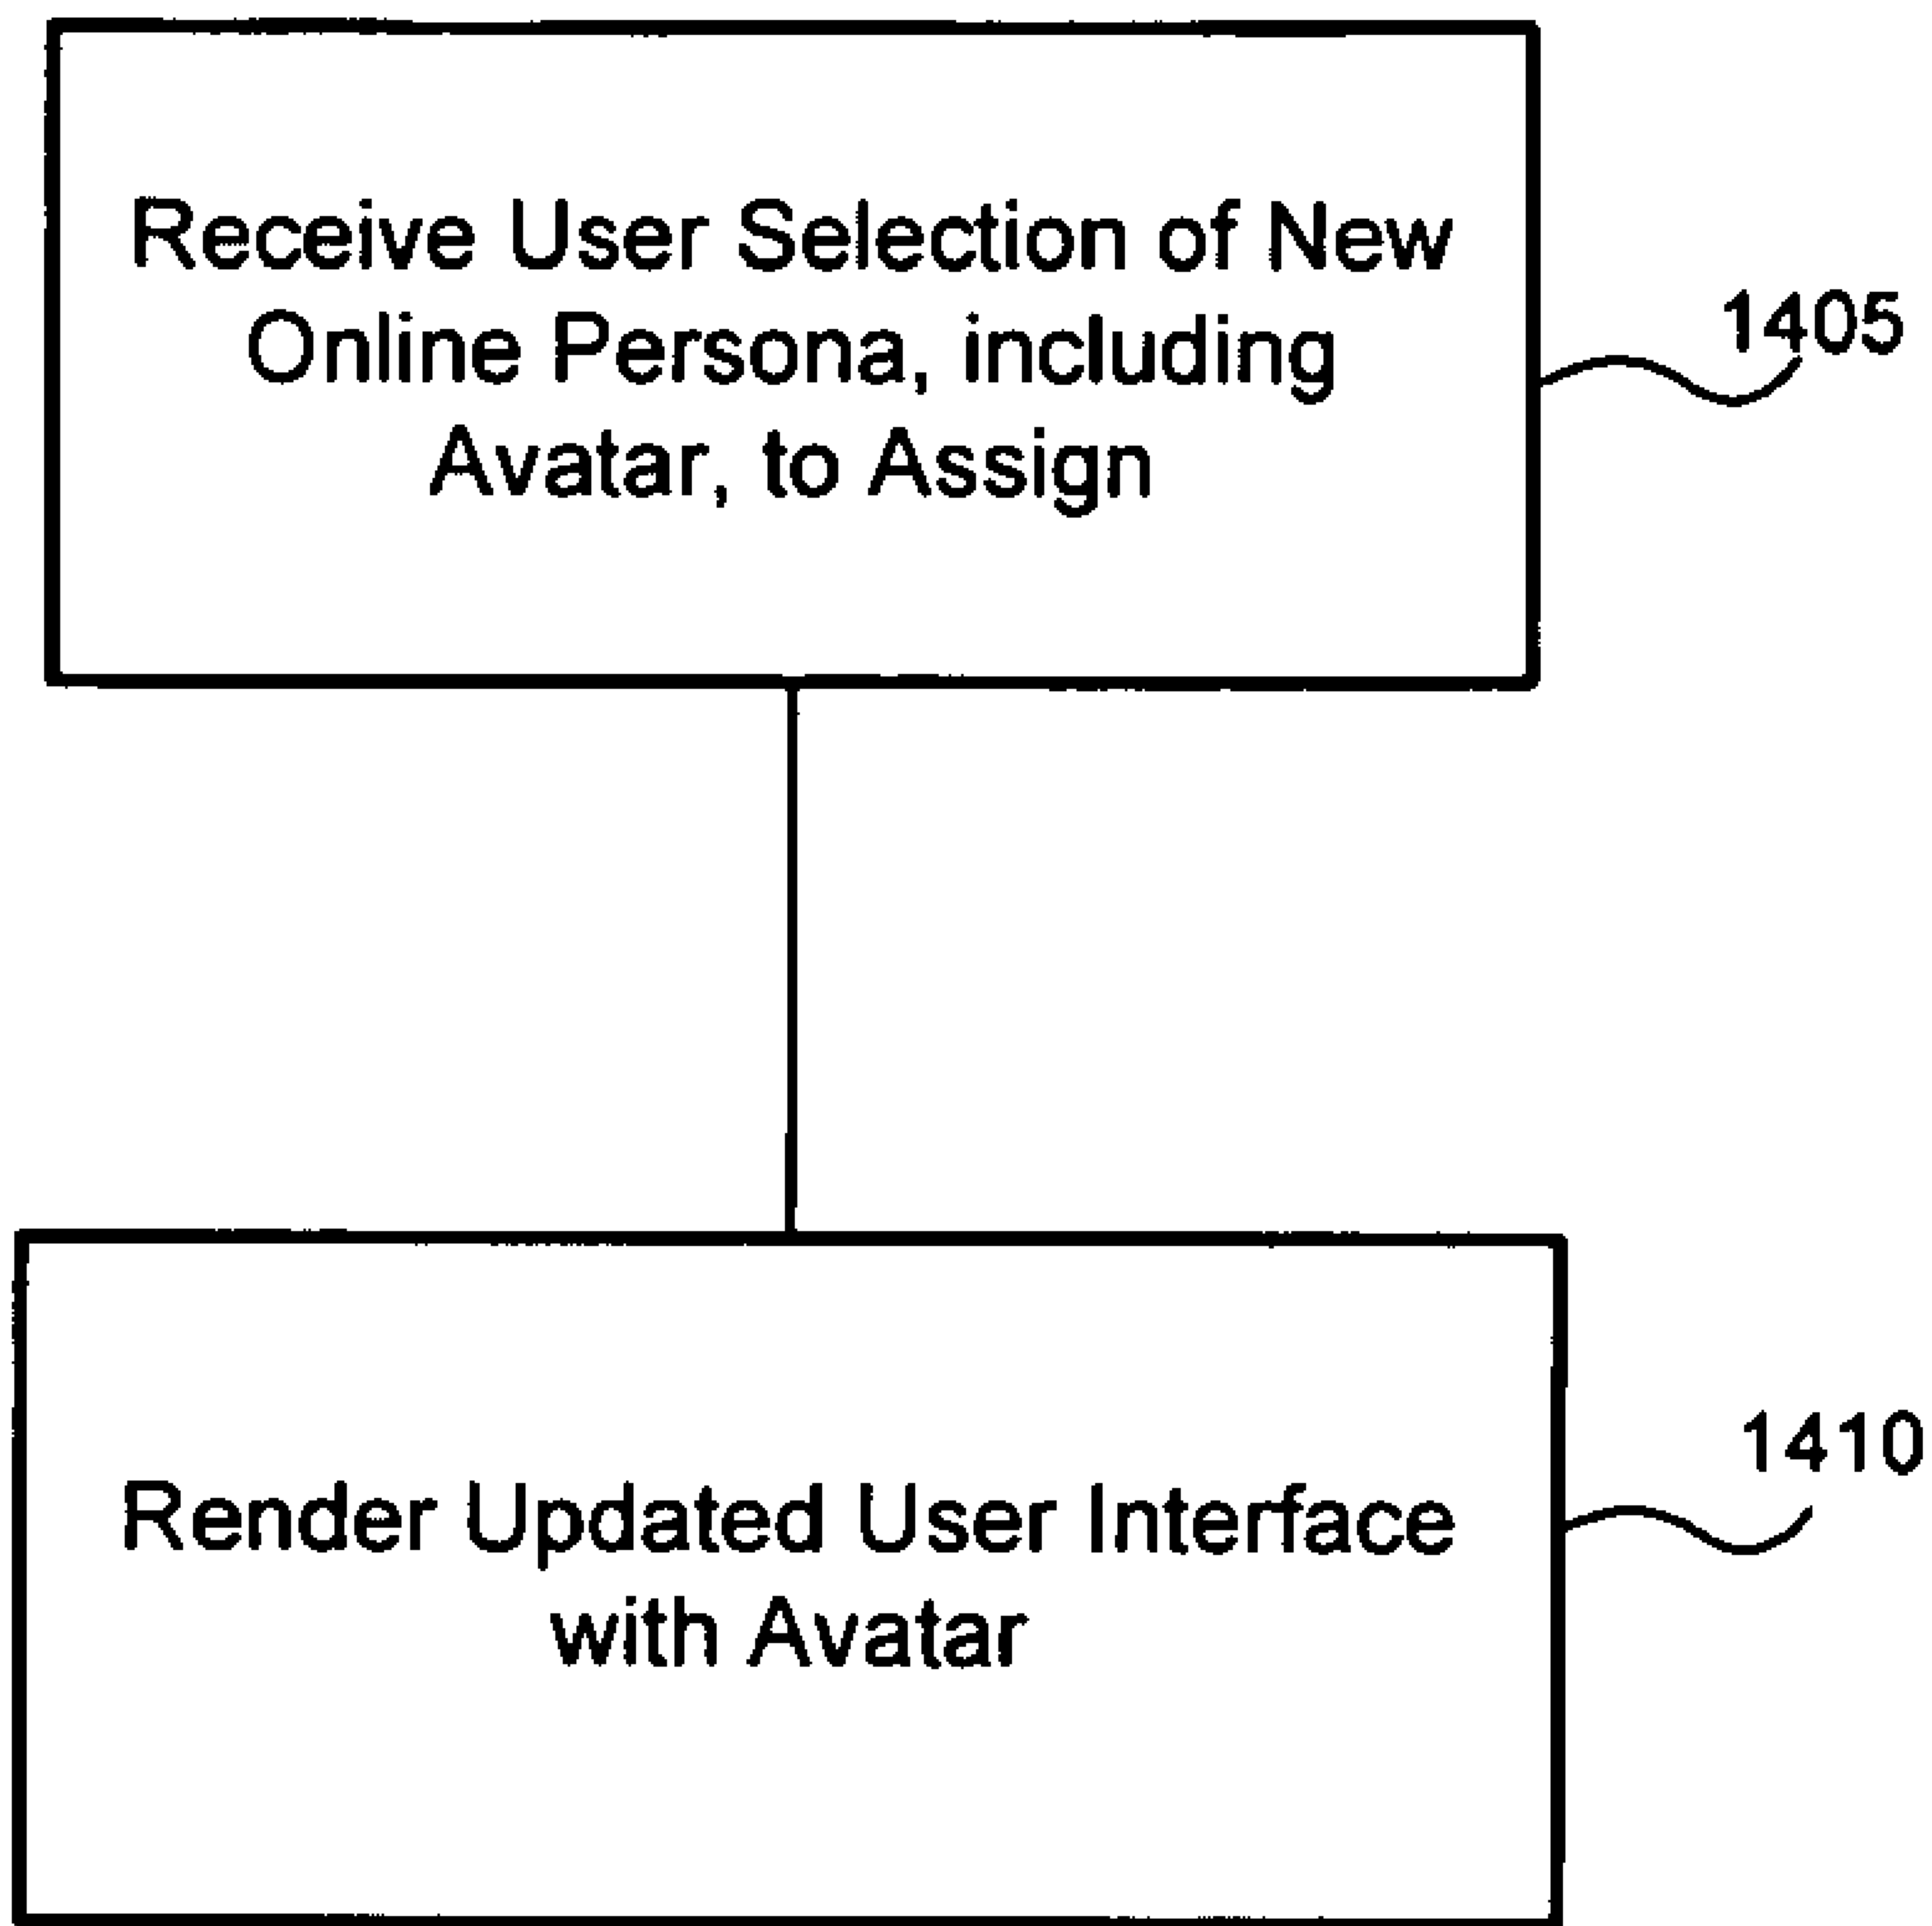 Receive User Selection of New
Online Persona, including
Avatar, to Assign
1405
Render Updated User Interface
with Avatar
1410